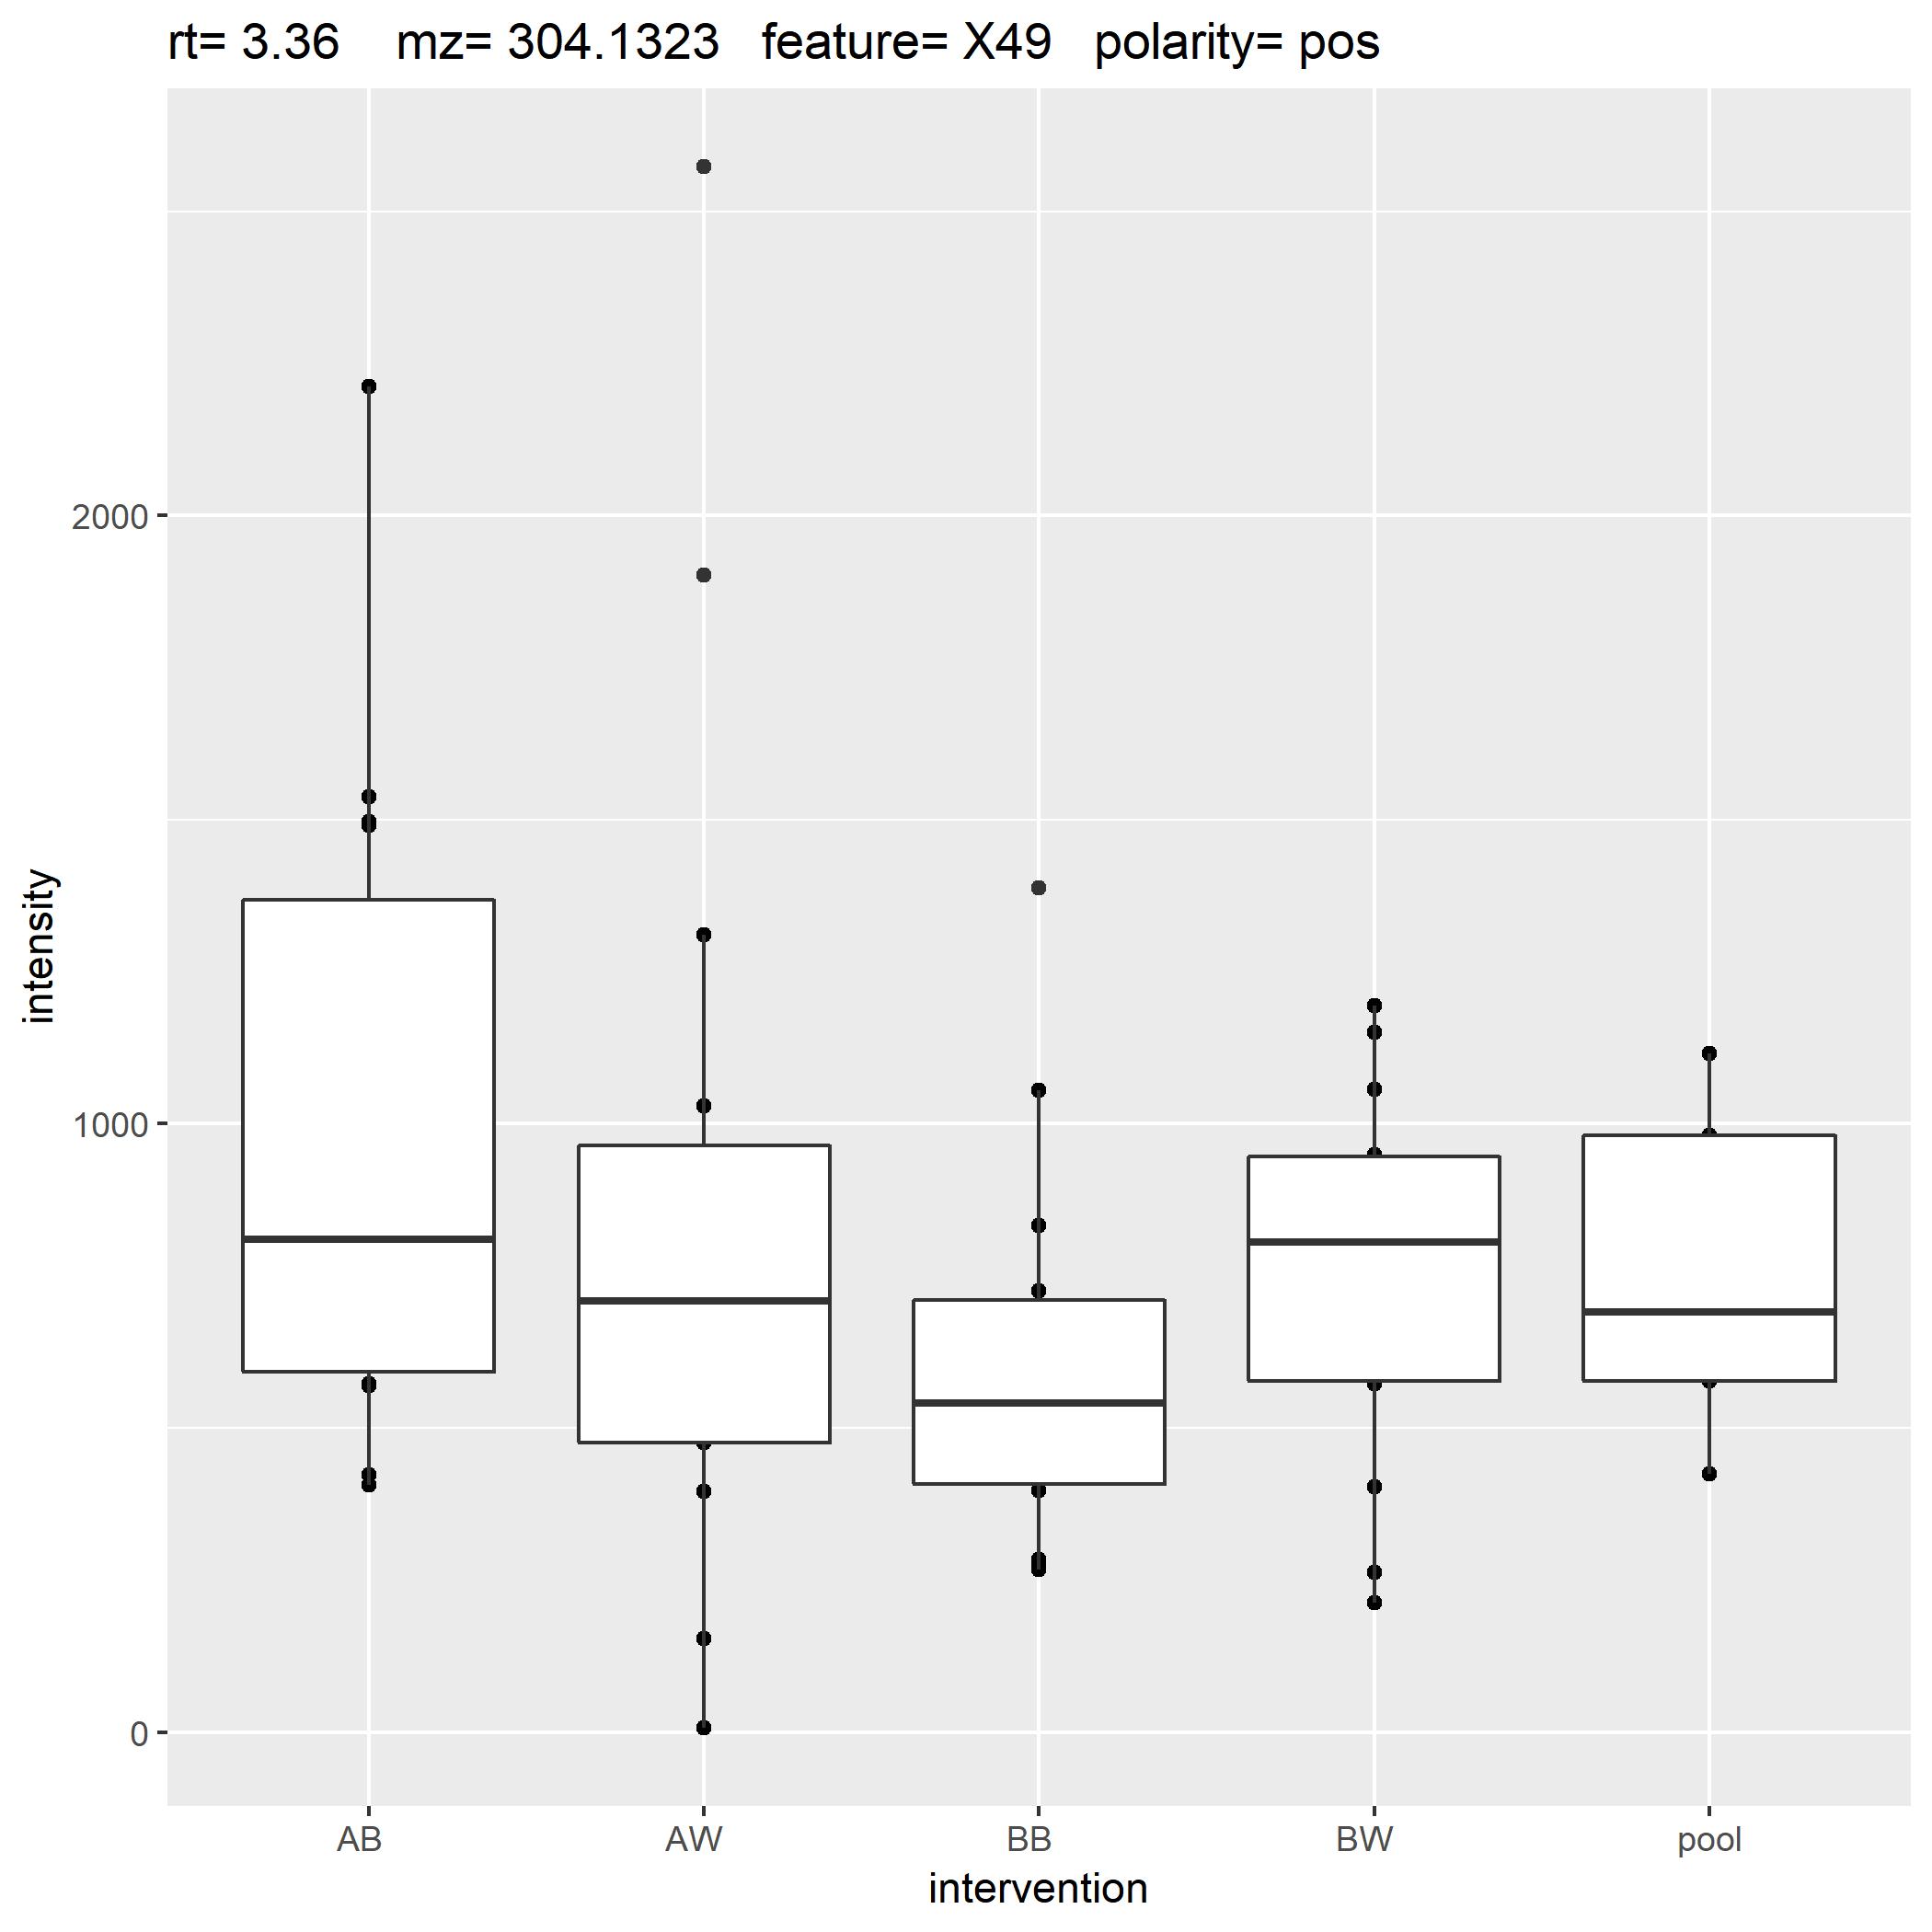 rt= 3.36    mz= 304.1323   feature= X49   polarity= pos
intensity
2000
1000
0
AB AW BB BW pool
intervention